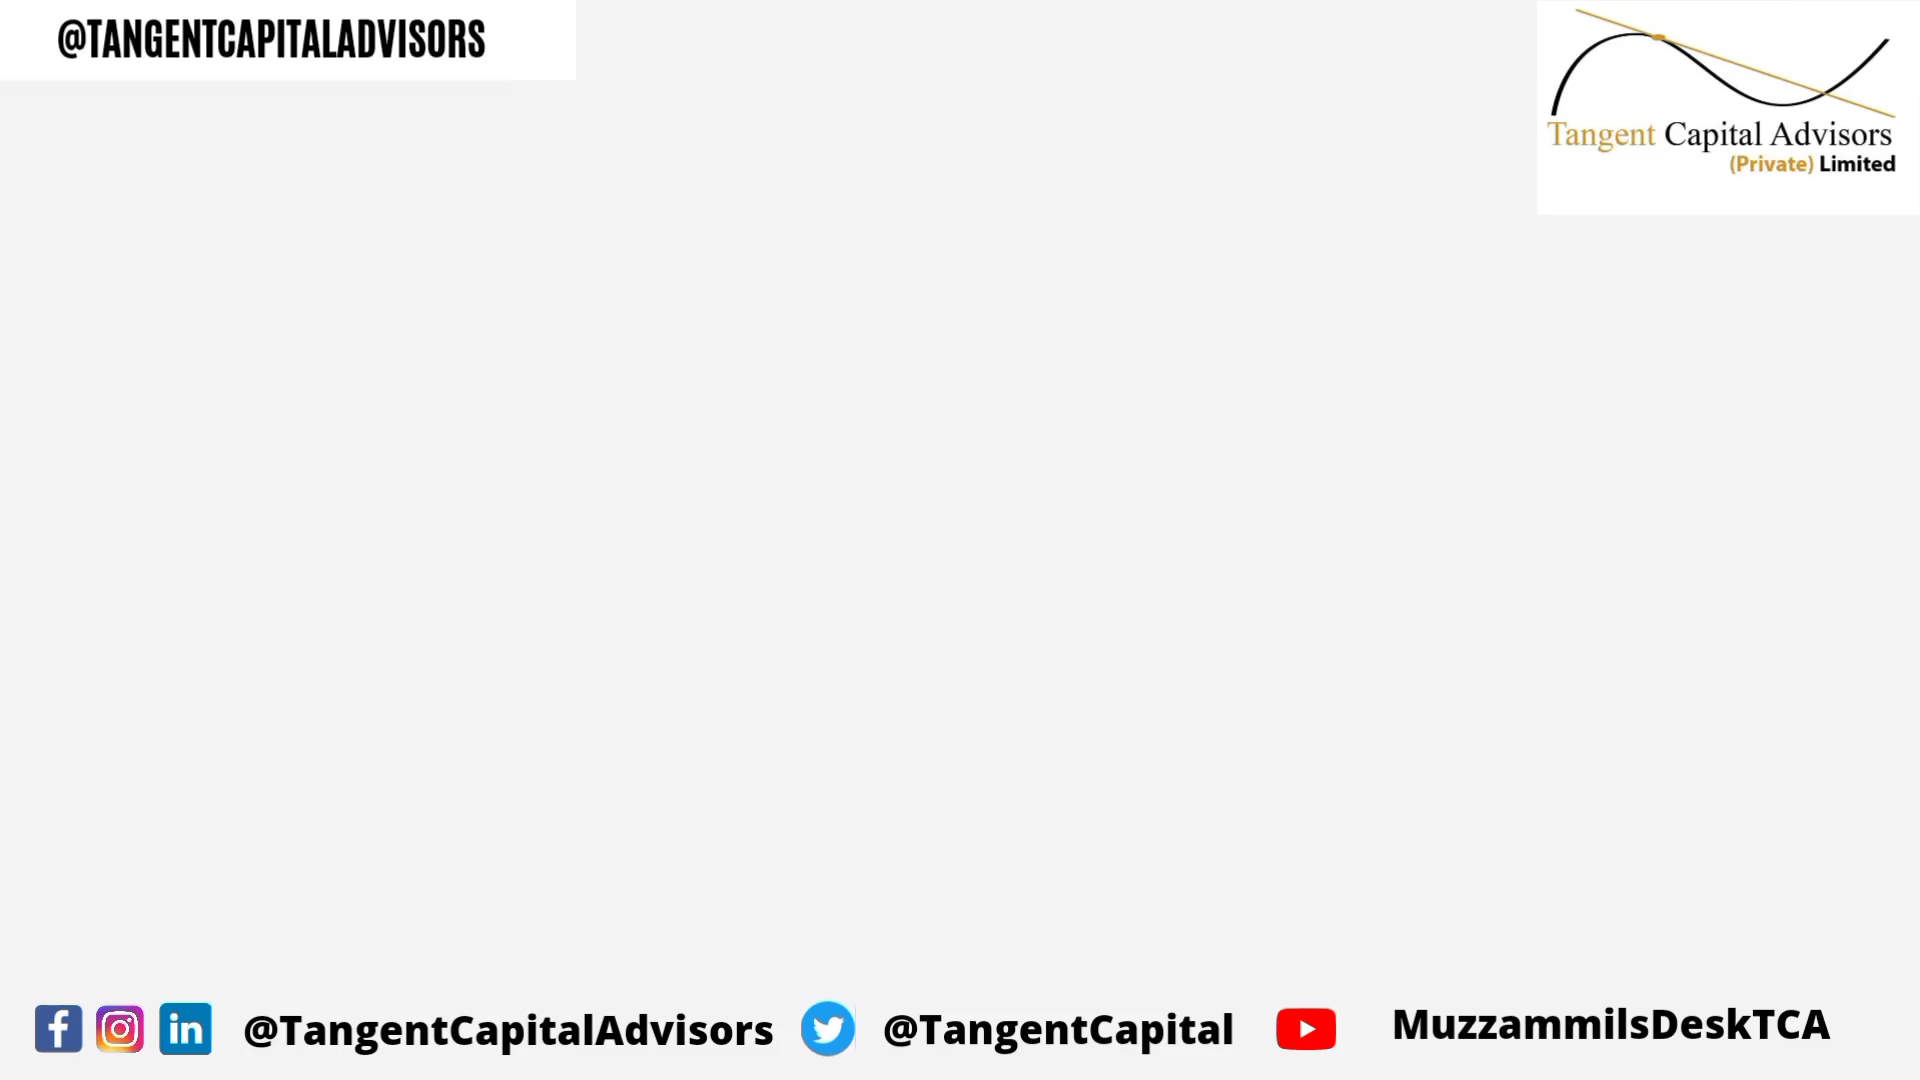 @TANGENTCAPITALADVISORS
Tangent Capital Advisors
(Private) Limited
@TangentCapitalAdvisors @TangentCapital MuzzammilsDeskTCA